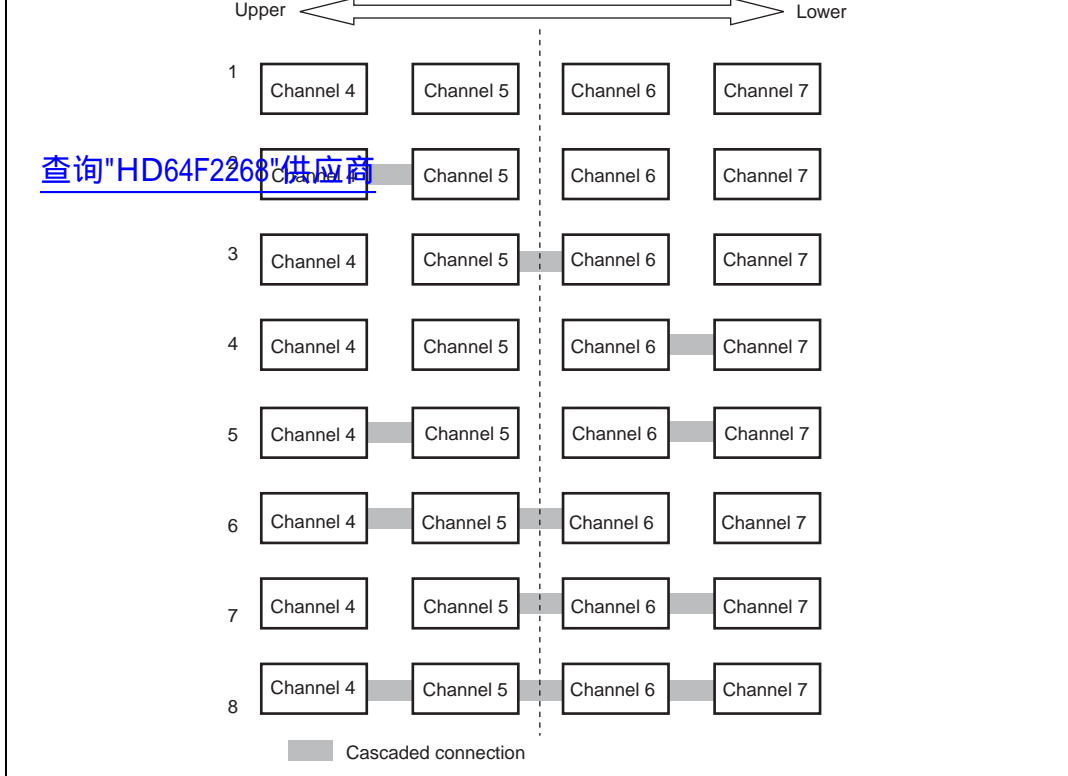 Upper Lower
1 Channel 4 Channel 5 Channel 6 Channel 7
查询"HD64F2268"供应商
2 Channel 4 Channel 5 Channel 6 Channel 7
3 Channel 4 Channel 5 Channel 6 Channel 7
4 Channel 4 Channel 5 Channel 6 Channel 7
5 Channel 4 Channel 5 Channel 6 Channel 7
6 Channel 4 Channel 5 Channel 6 Channel 7
7 Channel 4 Channel 5 Channel 6 Channel 7
8 Channel 4 Channel 5 Channel 6 Channel 7
Cascaded connection